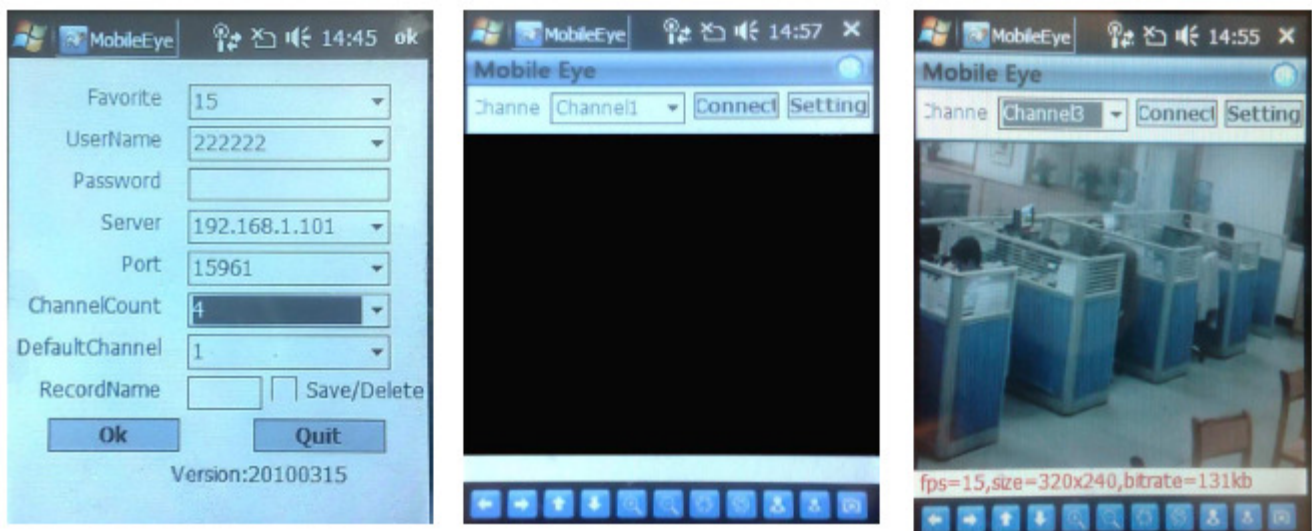 MobileEye 14:45 ok
Favorite 15
UserName 222222
Password
Server 192.168.1.101
Port 15961
ChannelCount 4
DefaultChannel 1
RecordName Save/Delete
Ok Quit
Version:20100315
MobileEye 14:57
Mobile Eye
Channe Channel1 Connect Setting
MobileEye 14:55
Mobile Eye
Channe Channel3 Connect Setting
fps=15,size=320x240,bitrate=131kb